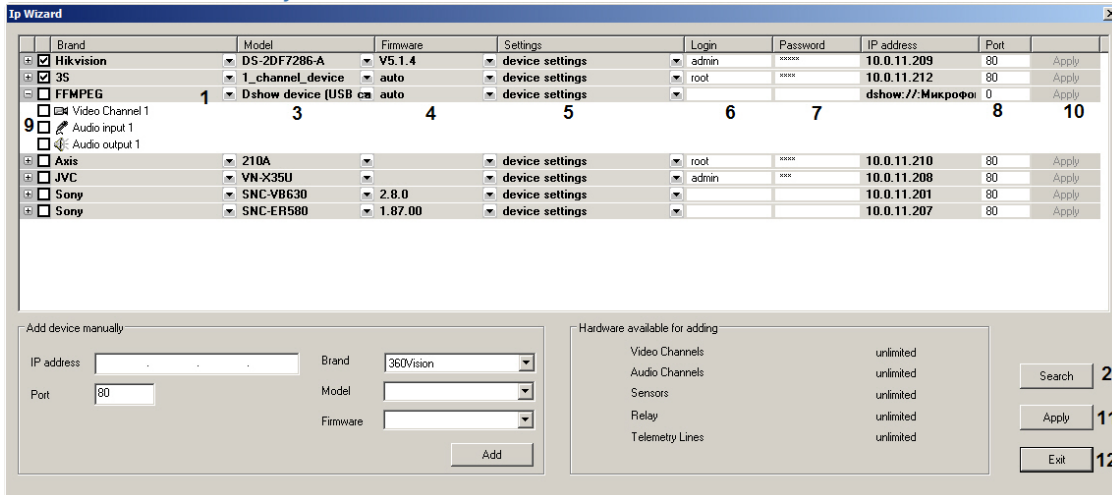 Ip Wizard
Brand Model Firmware Settings Login Password IP address Port
Hikvision DS-2DF7286-A V5.1.4 device settings admin ××××× 10.0.11.209 80 Apply
3S 1_channel_device auto device settings root ×××× 10.0.11.212 80 Apply
FFMPEG 1 Dshow device (USB ca auto device settings dshow://:Микрофо 0 Apply
Video Channel 1 3 4 5 6 7 8 10
9 Audio input 1
Audio output 1
Axis 210A device settings root ×××× 10.0.11.210 80 Apply
JVC VN-X35U device settings admin ××× 10.0.11.208 80 Apply
Sony SNC-VB630 2.8.0 device settings 10.0.11.201 80 Apply
Sony SNC-ER580 1.87.00 device settings 10.0.11.207 80 Apply
Add device manually
IP address . . . Brand 360Vision
Port 80 Model
Firmware
Add
Hardware available for adding
Video Channels unlimited
Audio Channels unlimited
Sensors unlimited
Relay unlimited
Telemetry Lines unlimited
Search 2
Apply 11
Exit 12